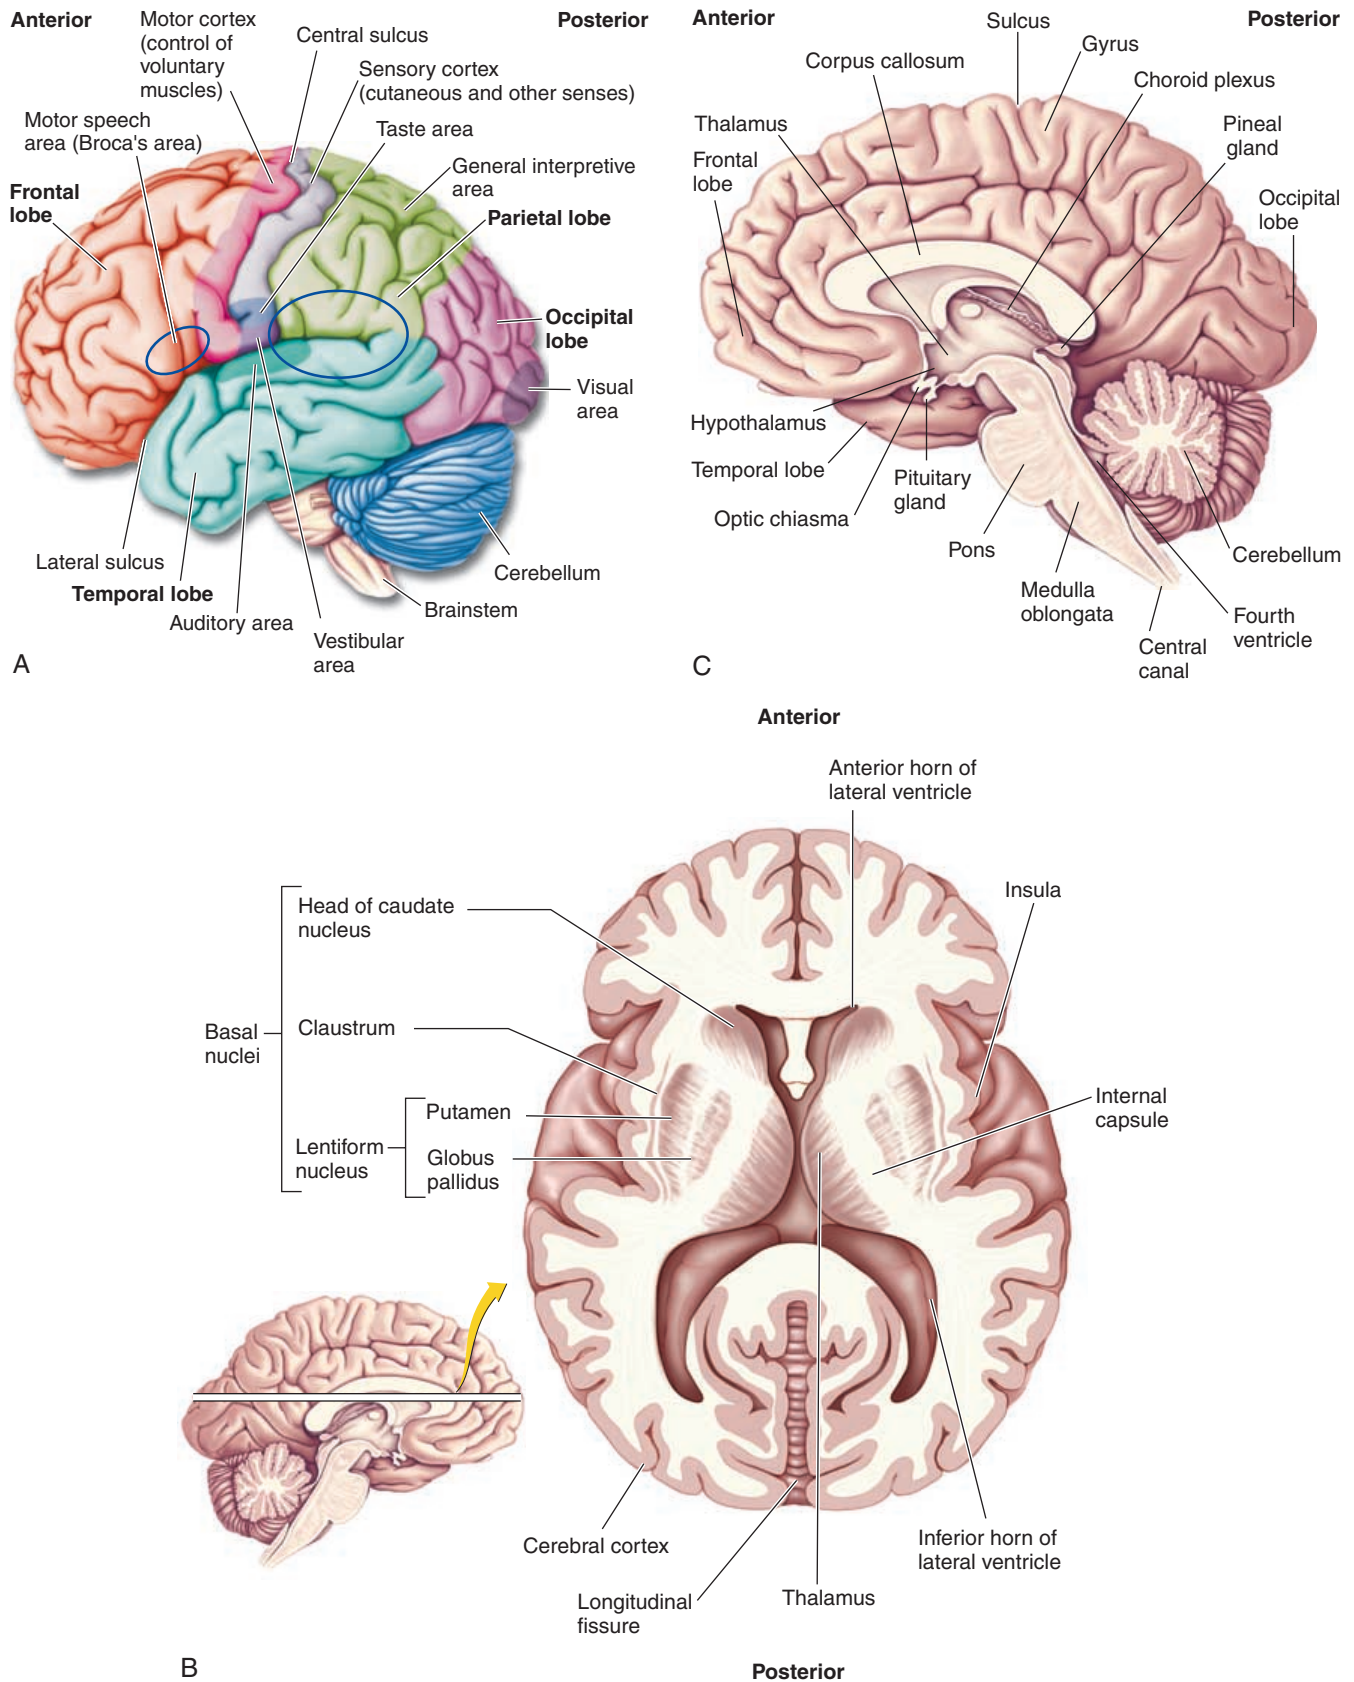 Anterior
Posterior
Motor cortex
(control of
voluntary
muscles)
Central sulcus
Sensory cortex
(cutaneous and other senses)
Motor speech
area (Broca's area)
Taste area
General interpretive
area
Frontal
lobe
Parietal lobe
Occipital
lobe
Visual
area
Lateral sulcus
Temporal lobe
Auditory area
Vestibular
area
Cerebellum
Brainstem
A
Anterior
Posterior
Sulcus
Gyrus
Corpus callosum
Choroid plexus
Thalamus
Pineal
gland
Frontal
lobe
Occipital
lobe
Hypothalamus
Temporal lobe
Pituitary
gland
Optic chiasma
Pons
Medulla
oblongata
Cerebellum
Fourth
ventricle
Central
canal
C
Anterior
Anterior horn of
lateral ventricle
Head of caudate
nucleus
Insula
Basal
nuclei
Claustrum
Putamen
Lentiform
nucleus
Globus
pallidus
Internal
capsule
Cerebral cortex
Longitudinal
fissure
Thalamus
Inferior horn of
lateral ventricle
B
Posterior